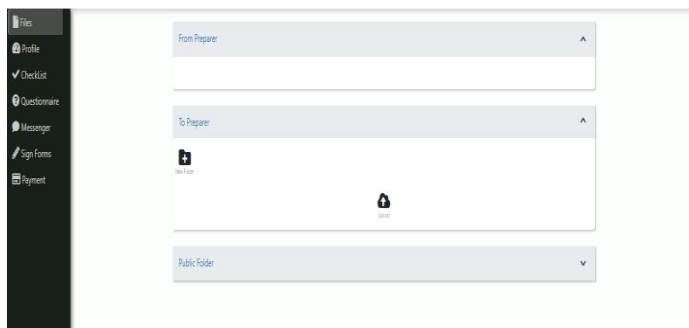 Files
Profile
CheckList
Questionnaire
Messenger
Sign Forms
Payment
From Preparer
To Preparer
New Folder
Upload
Public Folder